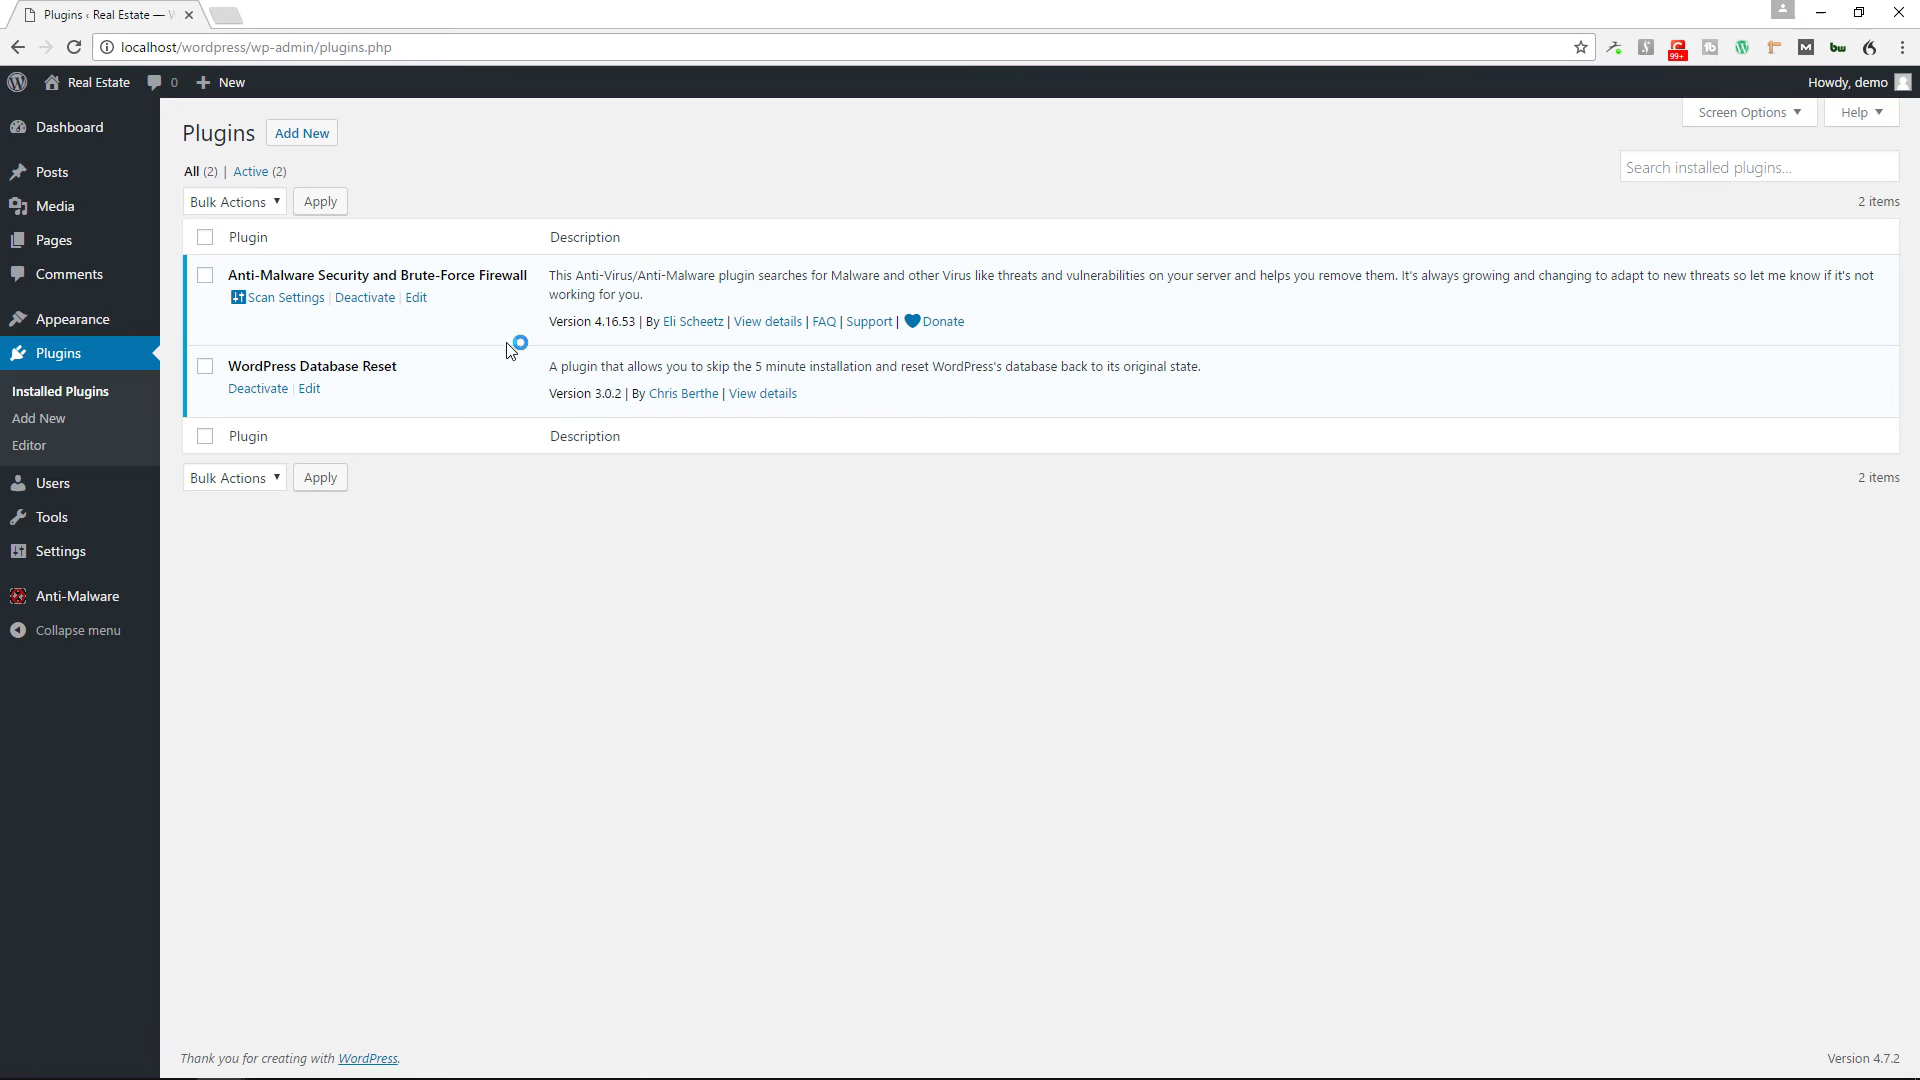 Plugins ‹ Real Estate — W
localhost/wordpress/wp-admin/plugins.php
99+
tb
W
M
bw
Real Estate
0
New
Howdy, demo
Dashboard
Posts
Media
Pages
Comments
Appearance
Plugins
Installed Plugins
Add New
Editor
Users
Tools
Settings
Anti-Malware
Collapse menu
Screen Options
Help
Plugins
Add New
All (2) | Active (2)
Search installed plugins...
Bulk Actions
Apply
2 items
Plugin
Description
Anti-Malware Security and Brute-Force Firewall
Scan Settings | Deactivate | Edit
This Anti-Virus/Anti-Malware plugin searches for Malware and other Virus like threats and vulnerabilities on your server and helps you remove them. It's always growing and changing to adapt to new threats so let me know if it's not
working for you.
Version 4.16.53 | By Eli Scheetz | View details | FAQ | Support | Donate
WordPress Database Reset
Deactivate | Edit
A plugin that allows you to skip the 5 minute installation and reset WordPress's database back to its original state.
Version 3.0.2 | By Chris Berthe | View details
Plugin
Description
Bulk Actions
Apply
2 items
Thank you for creating with WordPress.
Version 4.7.2